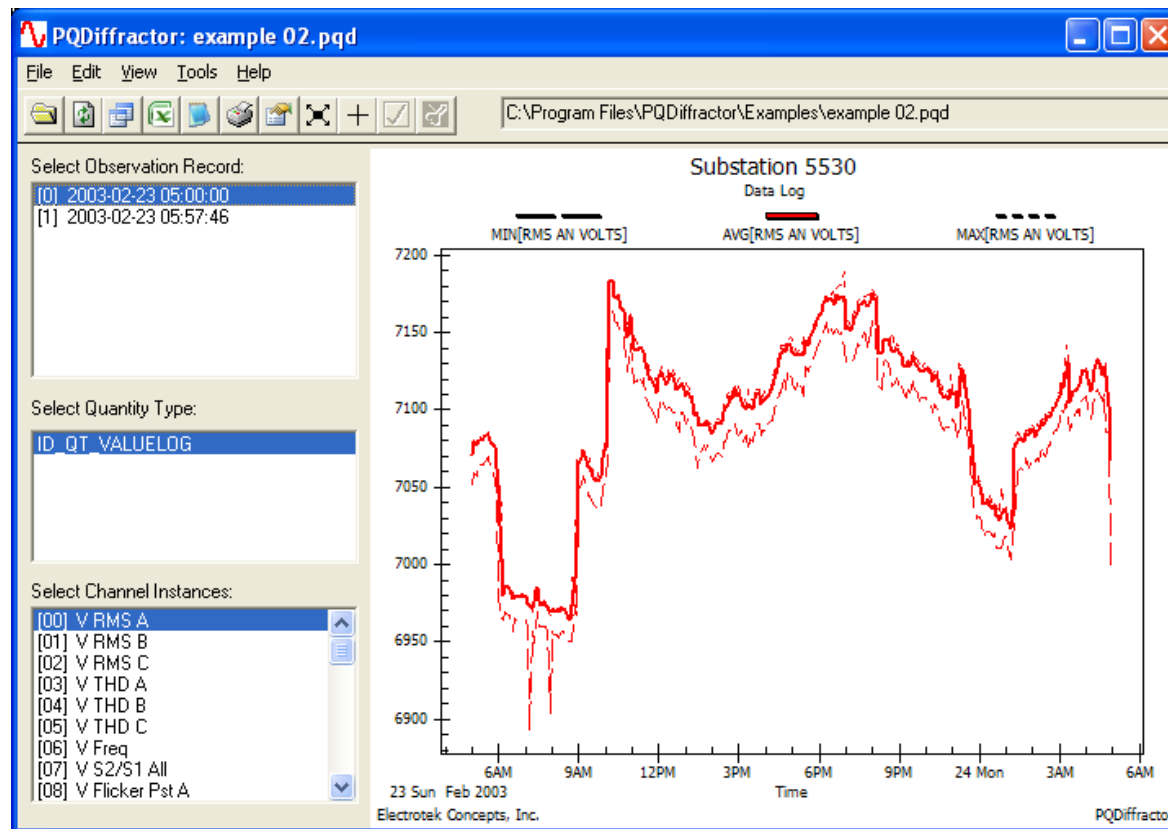 PQDiffractor: example 02.pqd
File Edit View Tools Help
C:\Program Files\PQDiffractor\Examples\example 02.pqd
Select Observation Record:
[0] 2003-02-23 05:00:00
[1] 2003-02-23 05:57:46
Select Quantity Type:
ID_QT_VALUELOG
Select Channel Instances:
[00] V RMS A
[01] V RMS B
[02] V RMS C
[03] V THD A
[04] V THD B
[05] V THD C
[06] V Freq
[07] V S2/S1 All
[08] V Flicker Pst A
Substation 5530
Data Log
MIN[RMS AN VOLTS] AVG[RMS AN VOLTS] MAX[RMS AN VOLTS]
7200
7150
7100
7050
7000
6950
6900
6AM 9AM 12PM 3PM 6PM 9PM 24 Mon 3AM 6AM
23 Sun Feb 2003 Time
Electrotek Concepts, Inc. PQDiffracto